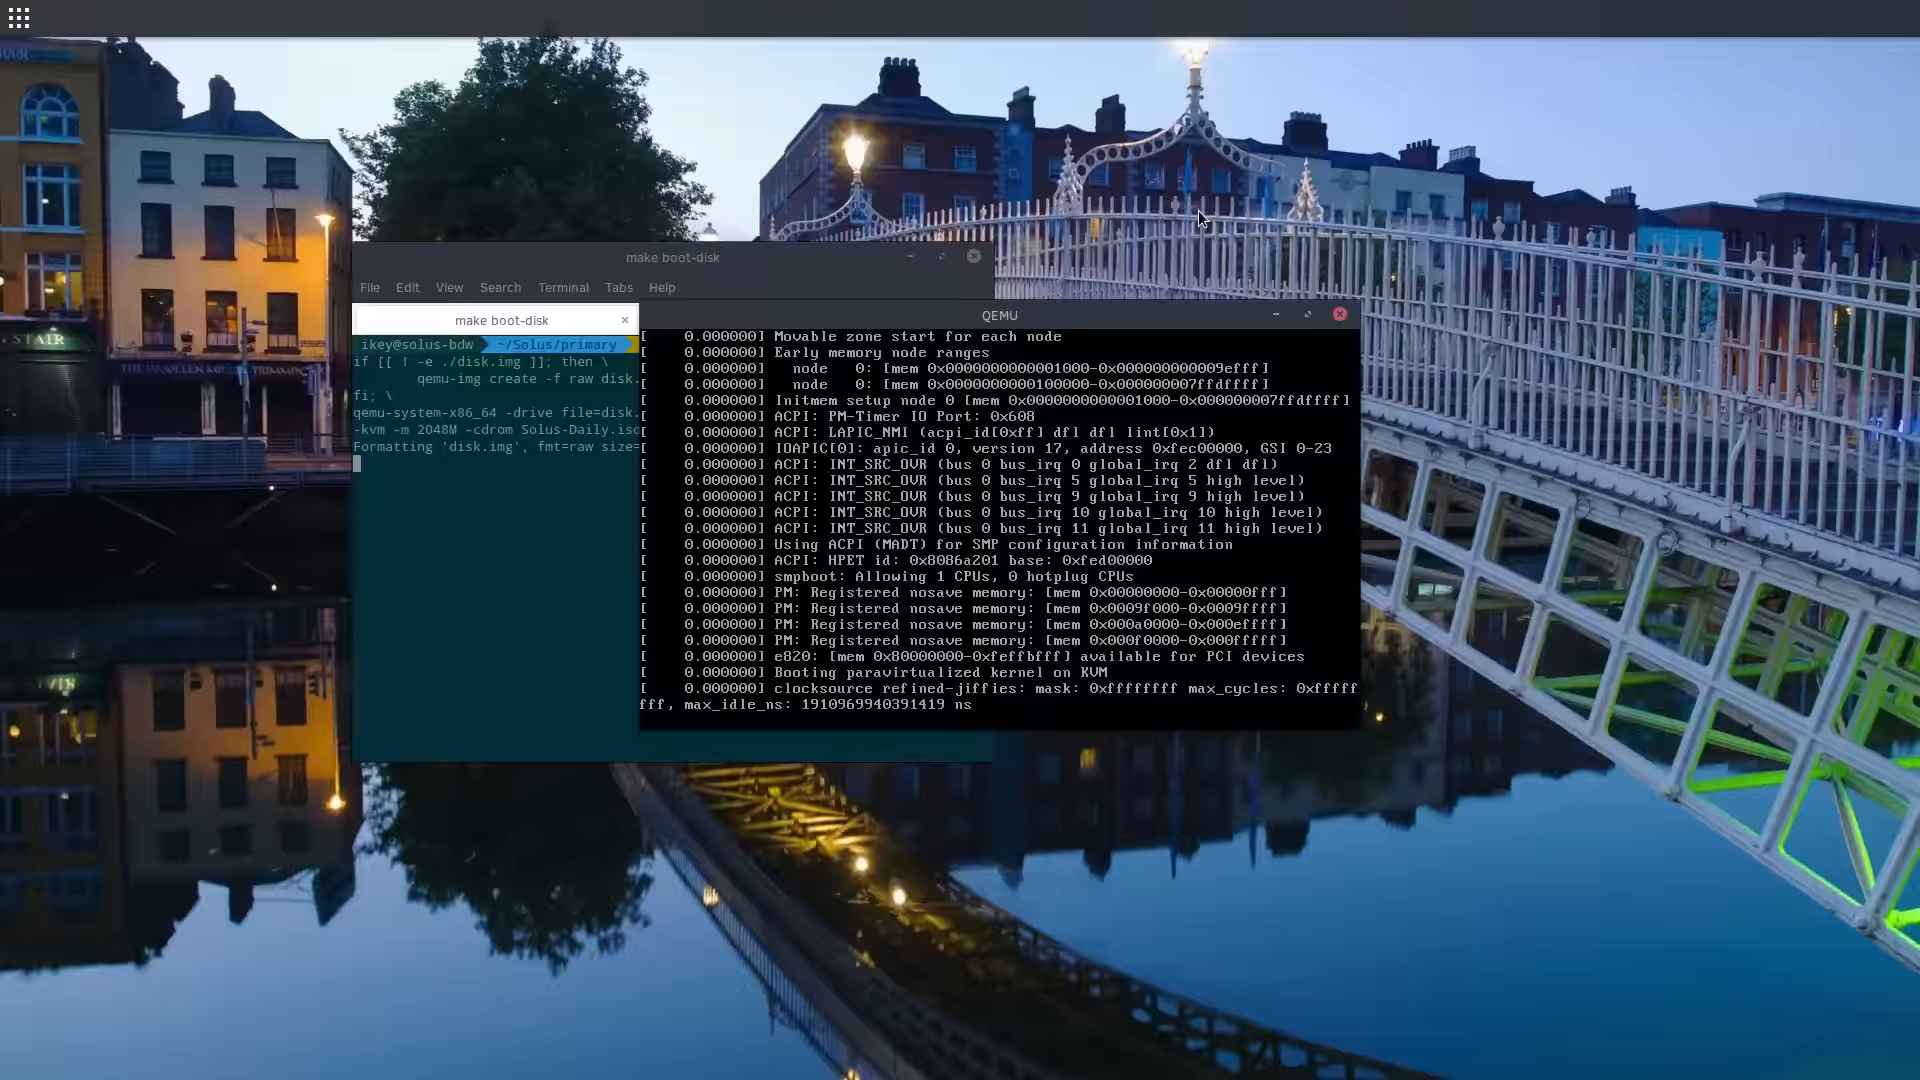 make boot-disk
File Edit View Search Terminal Tabs Help
make boot-disk
ikey@solus-bdw ~/Solus/primary
if [[ ! -e ./disk.img ]]; then \
qemu-img create -f raw disk.
fi; \
qemu-system-x86_64 -drive file=disk.
-kvm -m 2048M -cdrom Solus-Daily.iso
Formatting 'disk.img', fmt=raw size=
QEMU
[    0.000000] Movable zone start for each node
[    0.000000] Early memory node ranges
[    0.000000]   node   0: [mem 0x0000000000001000-0x000000000009efff]
[    0.000000]   node   0: [mem 0x0000000000100000-0x000000007ffdffff]
[    0.000000] Initmem setup node 0 [mem 0x0000000000001000-0x000000007ffdffff]
[    0.000000] ACPI: PM-Timer IO Port: 0x608
[    0.000000] ACPI: LAPIC_NMI (acpi_id[0xff] dfl dfl lint[0x1])
[    0.000000] IOAPIC[0]: apic_id 0, version 17, address 0xfec00000, GSI 0-23
[    0.000000] ACPI: INT_SRC_OVR (bus 0 bus_irq 0 global_irq 2 dfl dfl)
[    0.000000] ACPI: INT_SRC_OVR (bus 0 bus_irq 5 global_irq 5 high level)
[    0.000000] ACPI: INT_SRC_OVR (bus 0 bus_irq 9 global_irq 9 high level)
[    0.000000] ACPI: INT_SRC_OVR (bus 0 bus_irq 10 global_irq 10 high level)
[    0.000000] ACPI: INT_SRC_OVR (bus 0 bus_irq 11 global_irq 11 high level)
[    0.000000] Using ACPI (MADT) for SMP configuration information
[    0.000000] ACPI: HPET id: 0x8086a201 base: 0xfed00000
[    0.000000] smpboot: Allowing 1 CPUs, 0 hotplug CPUs
[    0.000000] PM: Registered nosave memory: [mem 0x00000000-0x00000fff]
[    0.000000] PM: Registered nosave memory: [mem 0x0009f000-0x0009ffff]
[    0.000000] PM: Registered nosave memory: [mem 0x000a0000-0x000effff]
[    0.000000] PM: Registered nosave memory: [mem 0x000f0000-0x000fffff]
[    0.000000] e820: [mem 0x80000000-0xfeffbfff] available for PCI devices
[    0.000000] Booting paravirtualized kernel on KVM
[    0.000000] clocksource refined-jiffies: mask: 0xffffffff max_cycles: 0xfffff
fff, max_idle_ns: 1910969940391419 ns
STAIR